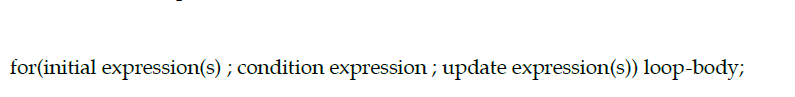 for(initial expression(s) ; condition expression ; update expression(s)) loop-body;